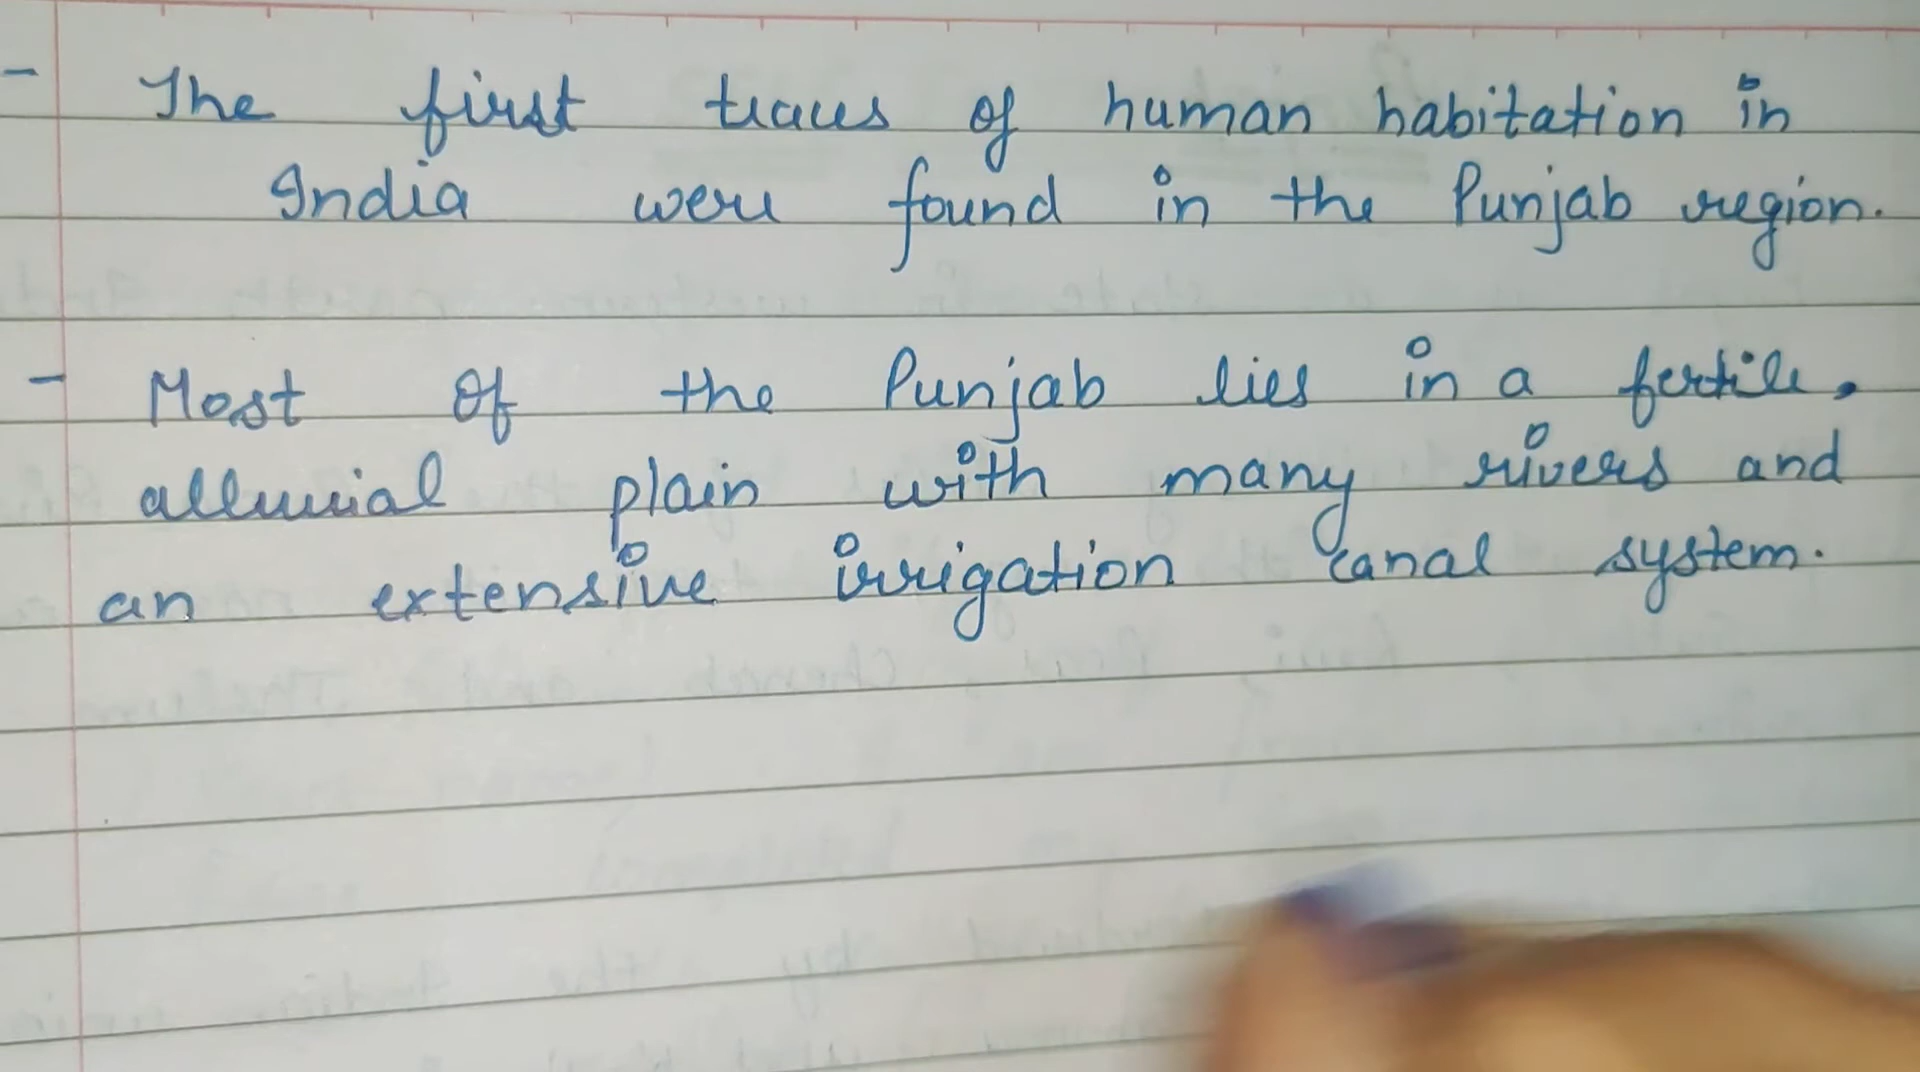 - The first traces of human habitation in
India were found in the Punjab region.
- Most of the Punjab lies in a fertile,
alluvial plain with many rivers and
an extensive irrigation canal system.